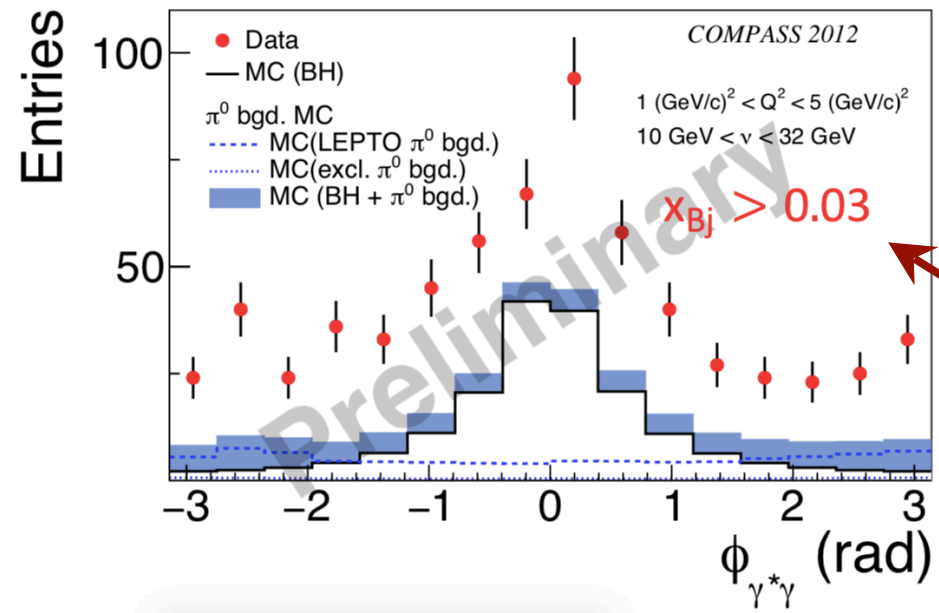 Entries
100
50
Data
MC (BH)
π⁰ bgd. MC
MC(LEPTO π⁰ bgd.)
MC(excl. π⁰ bgd.)
MC (BH + π⁰ bgd.)
COMPASS 2012
1 (GeV/c)² < Q² < 5 (GeV/c)²
10 GeV < ν < 32 GeV
x_Bj > 0.03
Preliminary
−3 −2 −1 0 1 2 3
ϕ_γ*γ (rad)